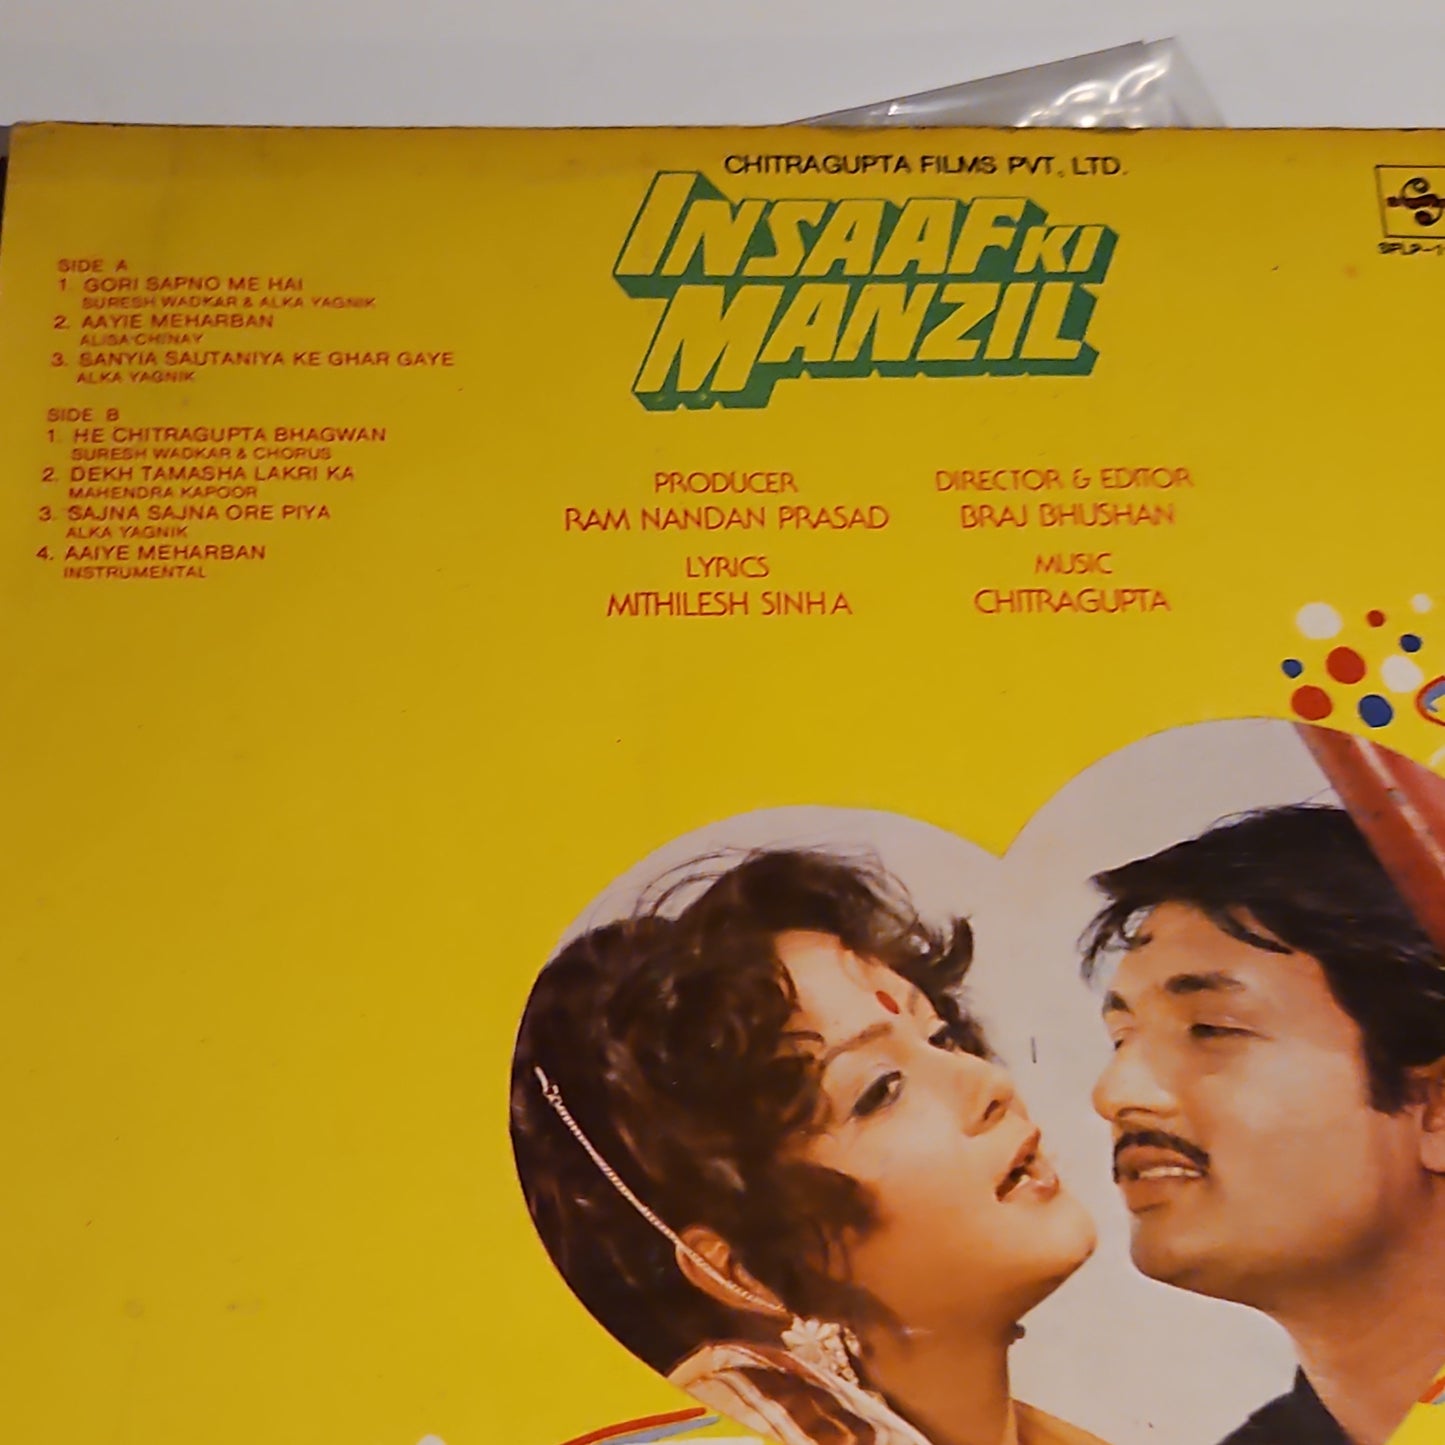 CHITRAGUPTA FILMS PVT. LTD.
INSAAF KI
MANZIL
SIDE A
1. GORI SAPNO ME HAI
SURESH WADKAR & ALKA YAGNIK
2. AAYIE MEHARBAN
ALISA CHINAY
3. SANYIA SAUTANIYA KE GHAR GAYE
ALKA YAGNIK
SIDE B
1. HE CHITRAGUPTA BHAGWAN
SURESH WADKAR & CHORUS
2. DEKH TAMASHA LAKRI KA
MAHENDRA KAPOOR
3. SAJNA SAJNA ORE PIYA
ALKA YAGNIK
4. AAIYE MEHARBAN
INSTRUMENTAL
PRODUCER
RAM NANDAN PRASAD
DIRECTOR & EDITOR
BRAJ BHUSHAN
LYRICS
MITHILESH SINHA
MUSIC
CHITRAGUPTA